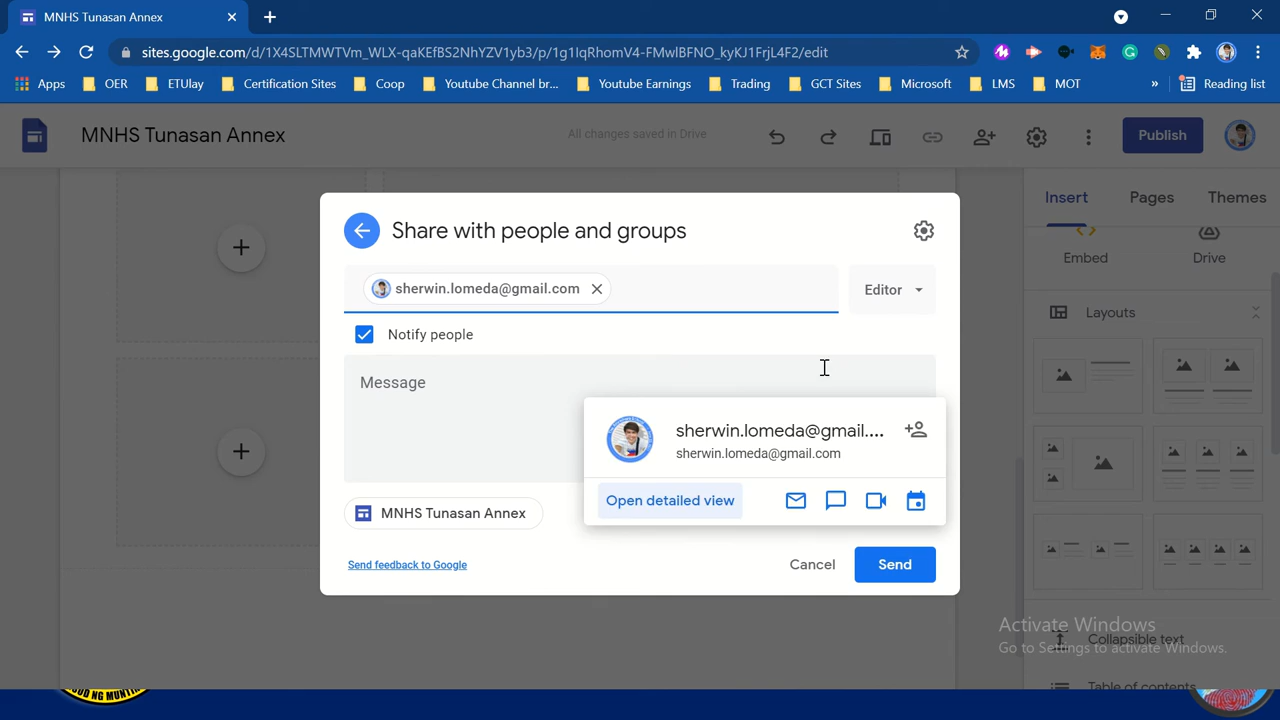 MNHS Tunasan Annex
sites.google.com/d/1X4SLTMWTVm_WLX-qaKEfBS2NhYZV1yb3/p/1g1lqRhomV4-FMwlBFNO_kyKJ1FrjL4F2/edit
Apps OER ETUlay Certification Sites Coop Youtube Channel br... Youtube Earnings Trading GCT Sites Microsoft LMS MOT » Reading list
MNHS Tunasan Annex
All changes saved in Drive
Publish
Insert Pages Themes
Embed Drive
Layouts
Share with people and groups
sherwin.lomeda@gmail.com
Editor
Notify people
Message
sherwin.lomeda@gmail....
sherwin.lomeda@gmail.com
Open detailed view
MNHS Tunasan Annex
Send feedback to Google
Cancel
Send
Activate Windows
Go to Settings to activate Windows.
Collapsible text
Table of contents